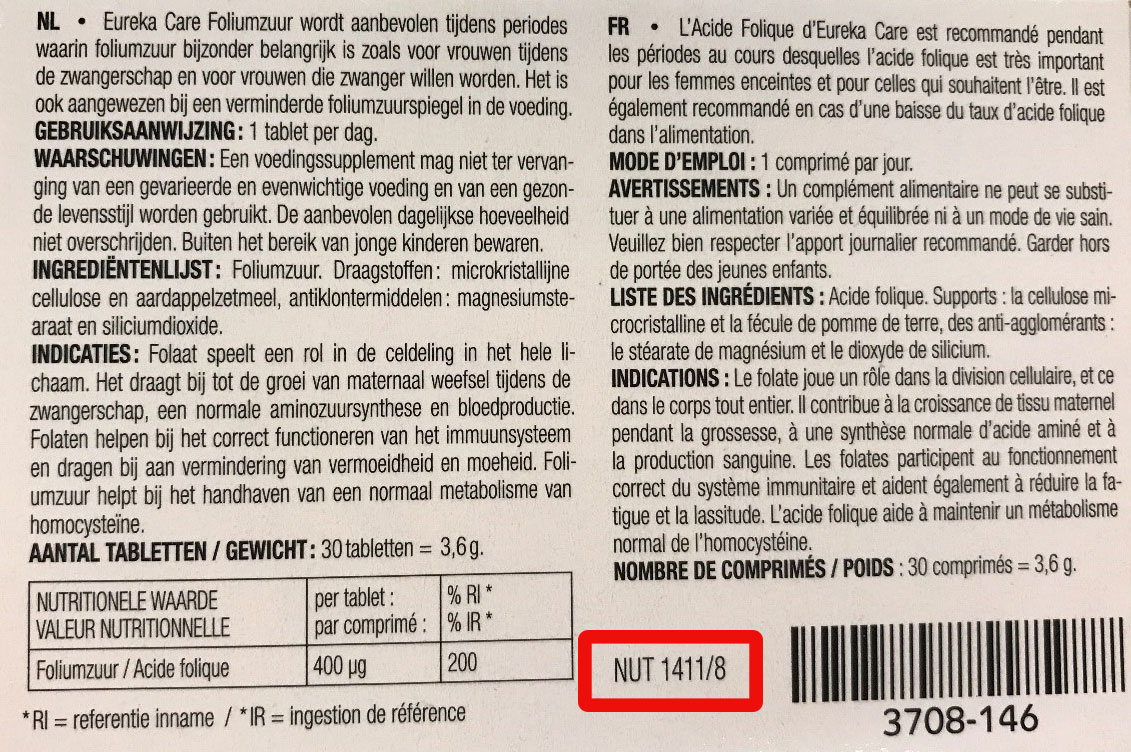 NL • Eureka Care Foliumzuur wordt aanbevolen tijdens periodes
waarin foliumzuur bijzonder belangrijk is zoals voor vrouwen tijdens
de zwangerschap en voor vrouwen die zwanger willen worden. Het is
ook aangewezen bij een verminderde foliumzuurspiegel in de voeding.
GEBRUIKSAANWIJZING: 1 tablet per dag.
WAARSCHUWINGEN: Een voedingssupplement mag niet ter vervan-
ging van een gevarieerde en evenwichtige voeding en van een gezon-
de levensstijl worden gebruikt. De aanbevolen dagelijkse hoeveelheid
niet overschrijden. Buiten het bereik van jonge kinderen bewaren.
INGREDIËNTENLIJST: Foliumzuur. Draagstoffen: microkristallijne
cellulose en aardappelzetmeel, antiklontermiddelen: magnesiumste-
araat en siliciumdioxide.
INDICATIES: Folaat speelt een rol in de celdeling in het hele li-
chaam. Het draagt bij tot de groei van maternaal weefsel tijdens de
zwangerschap, een normale aminozuursynthese en bloedproductie.
Folaten helpen bij het correct functioneren van het immuunsysteem
en dragen bij aan vermindering van vermoeidheid en moeheid. Foli-
umzuur helpt bij het handhaven van een normaal metabolisme van
homocysteïne.
AANTAL TABLETTEN / GEWICHT: 30 tabletten = 3,6 g.
NUTRITIONELE WAARDE per tablet : % RI *
VALEUR NUTRITIONNELLE par comprimé : % IR *
Foliumzuur / Acide folique 400 µg 200
*RI = referentie inname / *IR = ingestion de référence
FR • L'Acide Folique d'Eureka Care est recommandé pendant
les périodes au cours desquelles l'acide folique est très important
pour les femmes enceintes et pour celles qui souhaitent l'être. Il est
également recommandé en cas d'une baisse du taux d'acide folique
dans l'alimentation.
MODE D'EMPLOI : 1 comprimé par jour.
AVERTISSEMENTS : Un complément alimentaire ne peut se substi-
tuer à une alimentation variée et équilibrée ni à un mode de vie sain.
Veuillez bien respecter l'apport journalier recommandé. Garder hors
de portée des jeunes enfants.
LISTE DES INGRÉDIENTS : Acide folique. Supports : la cellulose mi-
crocristalline et la fécule de pomme de terre, des anti-agglomérants :
le stéarate de magnésium et le dioxyde de silicium.
INDICATIONS : Le folate joue un rôle dans la division cellulaire, et ce
dans le corps tout entier. Il contribue à la croissance de tissu maternel
pendant la grossesse, à une synthèse normale d'acide aminé et à
la production sanguine. Les folates participent au fonctionnement
correct du système immunitaire et aident également à réduire la fa-
tigue et la lassitude. L'acide folique aide à maintenir un métabolisme
normal de l'homocystéine.
NOMBRE DE COMPRIMÉS / POIDS : 30 comprimés = 3,6 g.
NUT 1411/8
3708-146